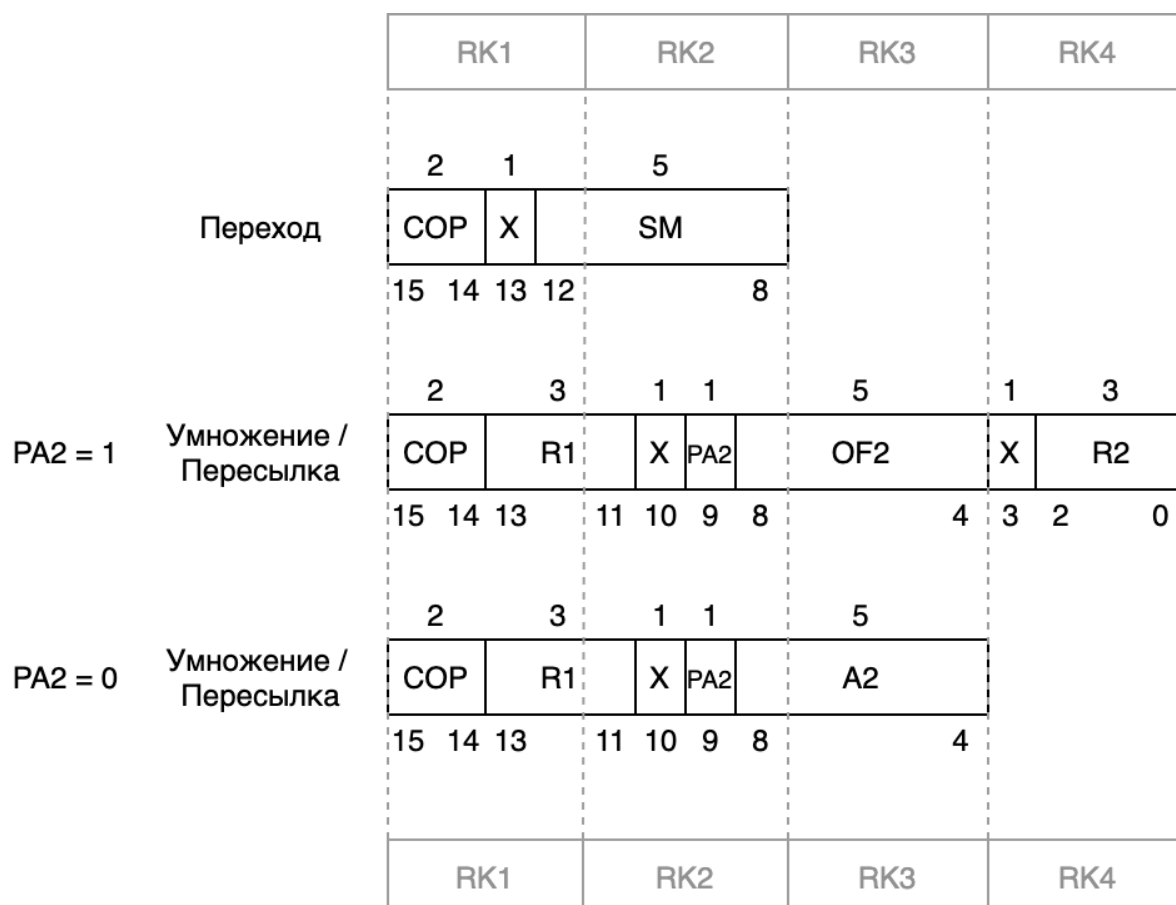 RK1 RK2 RK3 RK4
2 1 5
Переход COP X SM
15 14 13 12 8
2 3 1 1 5 1 3
PA2 = 1 Умножение / Пересылка COP R1 X PA2 OF2 X R2
15 14 13 11 10 9 8 4 3 2 0
2 3 1 1 5
PA2 = 0 Умножение / Пересылка COP R1 X PA2 A2
15 14 13 11 10 9 8 4
RK1 RK2 RK3 RK4